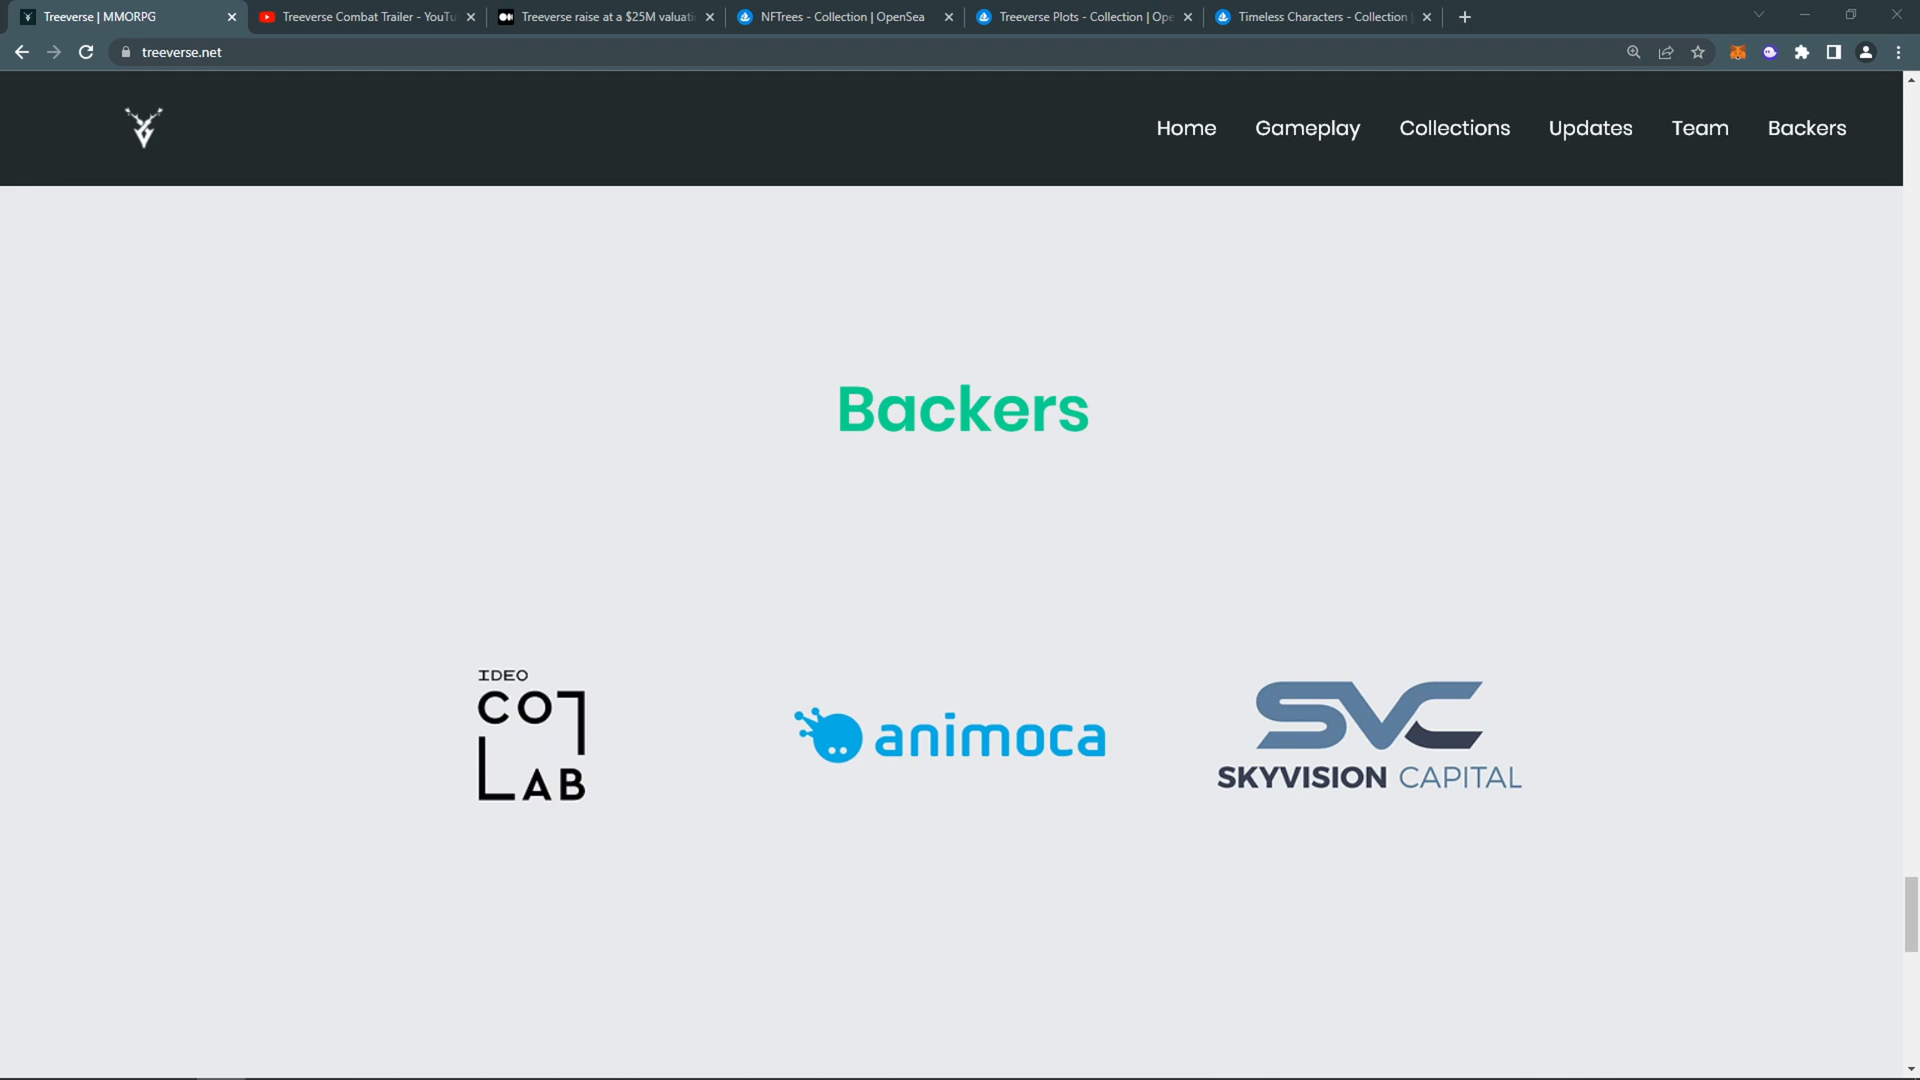 Treeverse | MMORPG
Treeverse Combat Trailer - YouTu
Treeverse raise at a $25M valuati
NFTrees - Collection | OpenSea
Treeverse Plots - Collection | Ope
Timeless Characters - Collection |
treeverse.net
Home
Gameplay
Collections
Updates
Team
Backers
Backers
IDEO
CO
LAB
animoca
SVC
SKYVISION CAPITAL